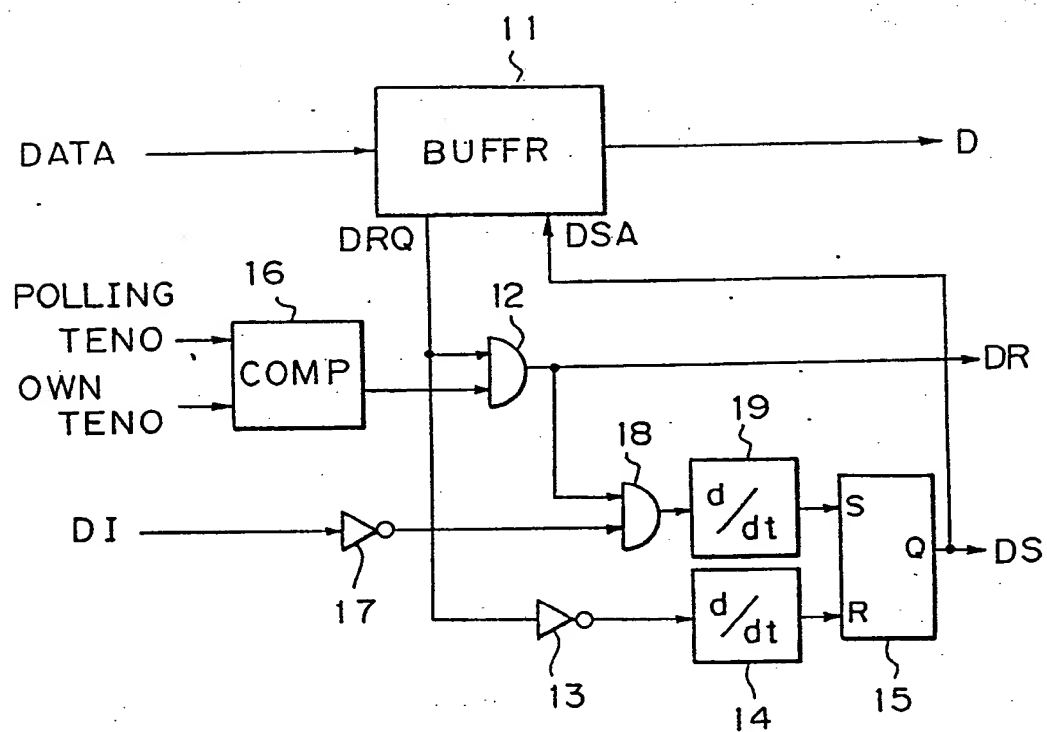 11
DATA
BUFFR
D
DRQ
DSA
POLLING
TENO
OWN
TENO
16
COMP
12
DR
18
19
d/dt
DI
17
S
Q
R
DS
13
d/dt
14
15